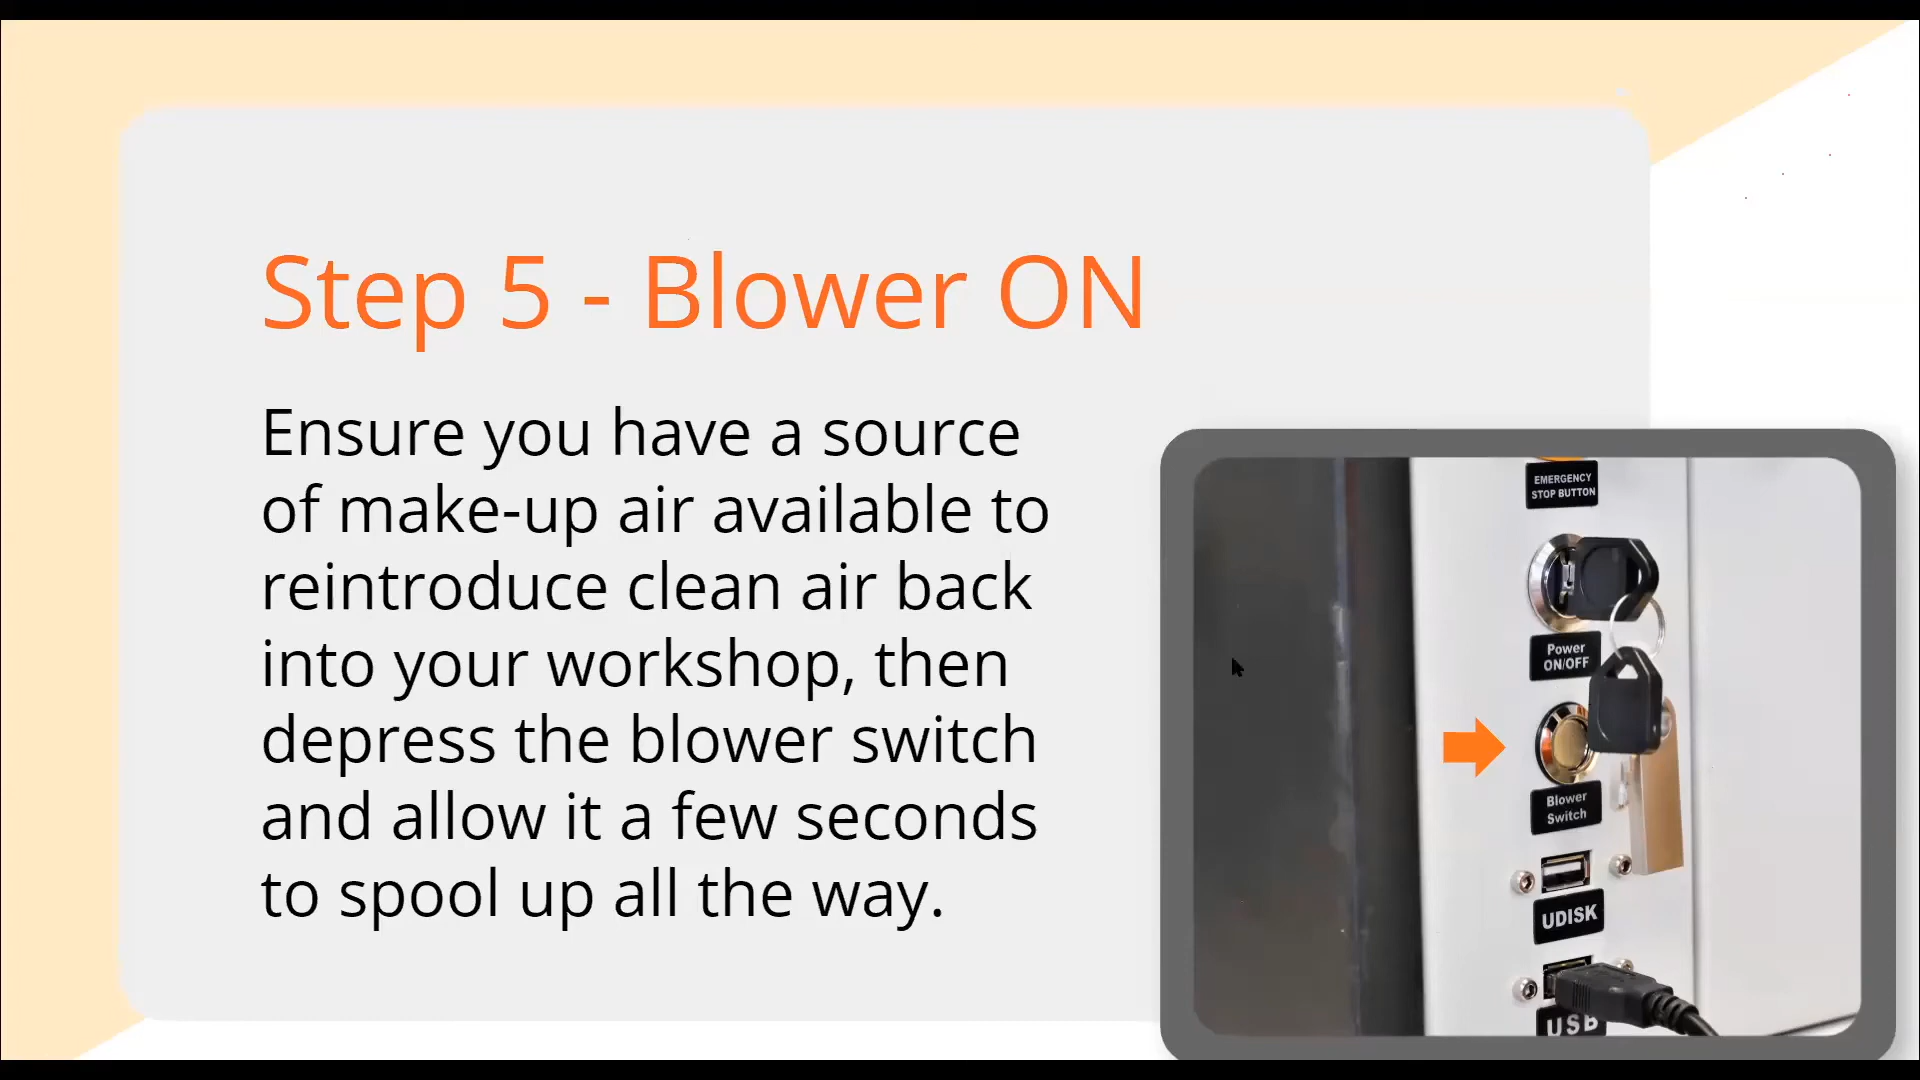 Step 5 - Blower ON
Ensure you have a source
of make-up air available to
reintroduce clean air back
into your workshop, then
depress the blower switch
and allow it a few seconds
to spool up all the way.
EMERGENCY
STOP BUTTON
Power
ON/OFF
Blower
Switch
UDISK
USB